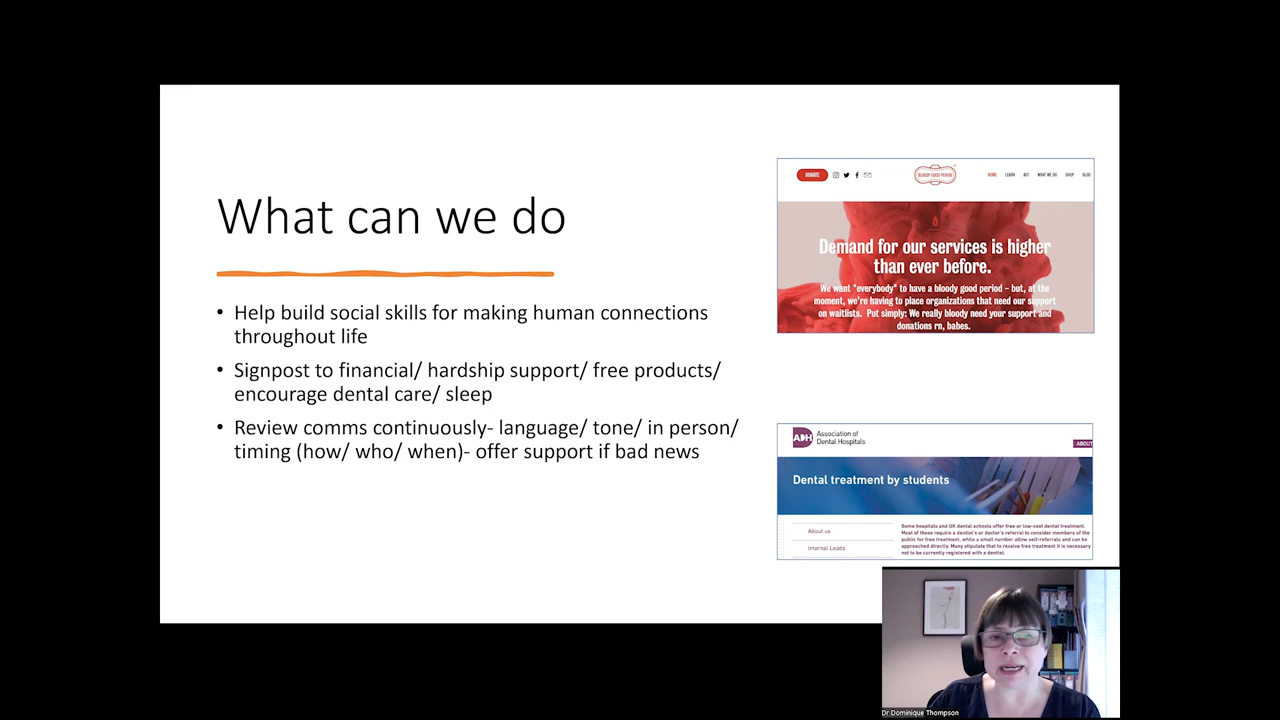 What can we do
• Help build social skills for making human connections
throughout life
• Signpost to financial/ hardship support/ free products/
encourage dental care/ sleep
• Review comms continuously- language/ tone/ in person/
timing (how/ who/ when)- offer support if bad news
DONATE
BLOODY GOOD PERIOD
HOME LEARN ACT WHAT WE DO SHOP BLOG
Demand for our services is higher
than ever before.
We want "everybody" to have a bloody good period – but, at the
moment, we're having to place organizations that need our support
on waitlists. Put simply: We really bloody need your support and
donations rn, babes.
ADH
Association of
Dental Hospitals
ABOUT
Dental treatment by students
About us
Internal Leads
Some hospitals and UK dental schools offer free or low-cost dental treatment.
Most of those require a dentist's or doctor's referral to consider members of the
public for free treatment, while a small number allow self-referrals and can be
approached directly. Many stipulate that to receive free treatment it is necessary
not to be currently registered with a dentist.
Dr Dominique Thompson